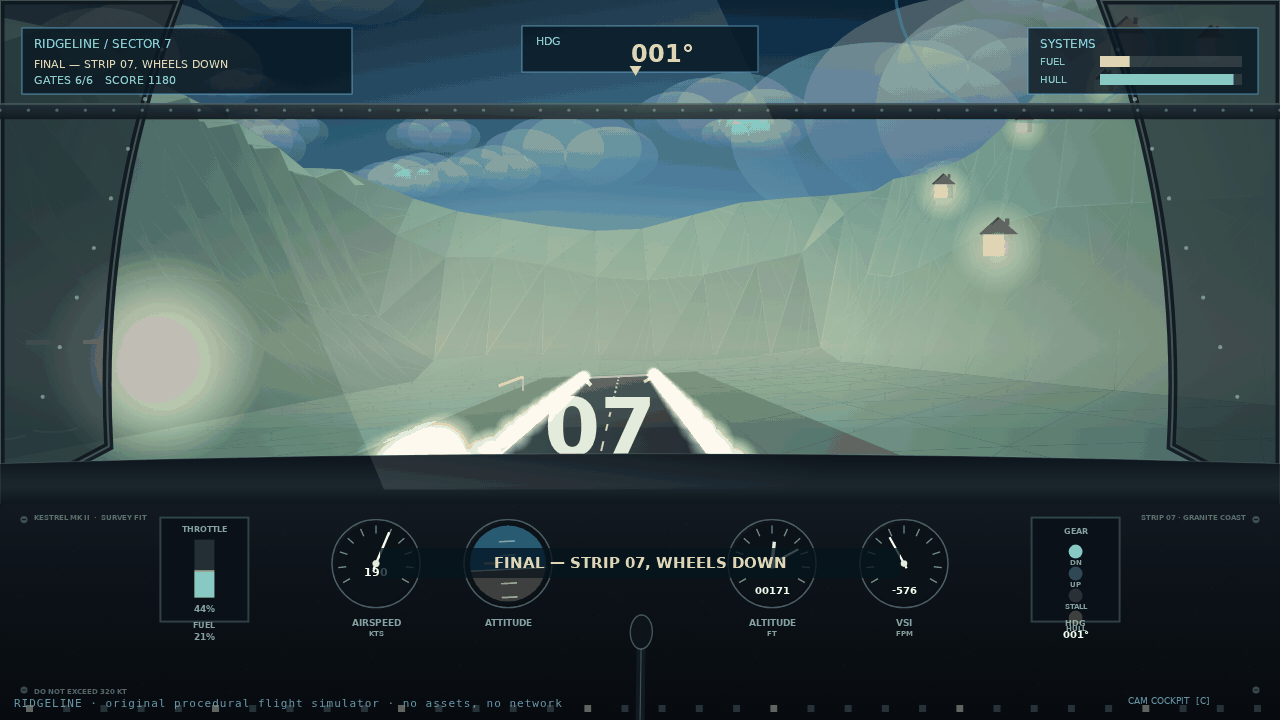 RIDGELINE / SECTOR 7
FINAL — STRIP 07, WHEELS DOWN
GATES 6/6 SCORE 1180
HDG
001°
SYSTEMS
FUEL
HULL
07
KESTREL MK II · SURVEY FIT
STRIP 07 · GRANITE COAST
THROTTLE
44%
FUEL
21%
190
AIRSPEED
KTS
ATTITUDE
FINAL — STRIP 07, WHEELS DOWN
00171
ALTITUDE
FT
-576
VSI
FPM
GEAR
DN
UP
STALL
HDG
001°
DO NOT EXCEED 320 KT
RIDGELINE · original procedural flight simulator · no assets, no network
CAM COCKPIT [C]